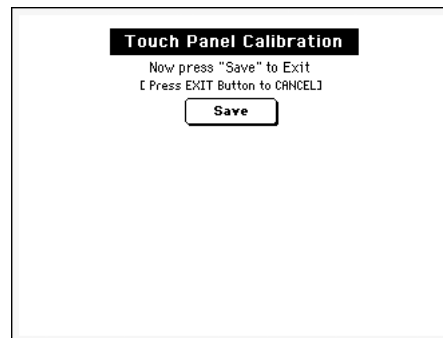 Touch Panel Calibration
Now press "Save" to Exit
[ Press EXIT Button to CANCEL]
Save